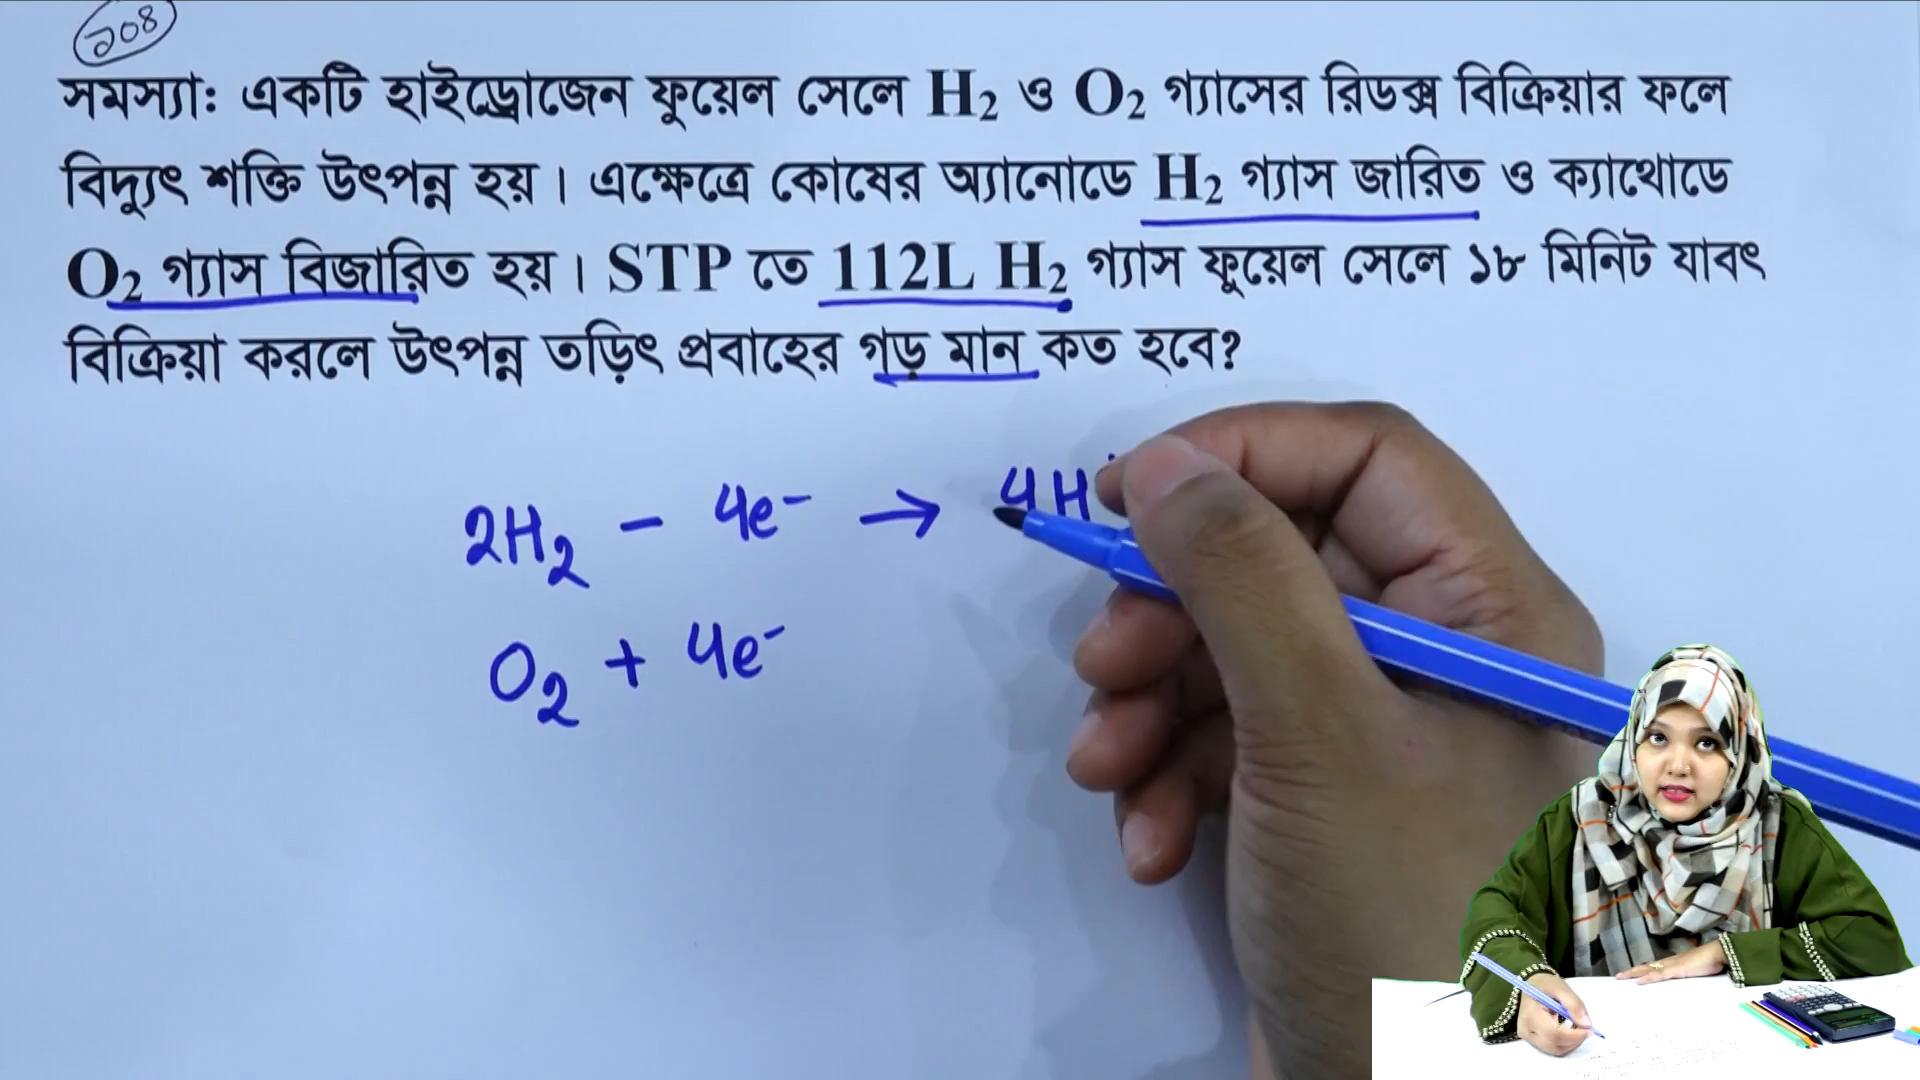 ১০৪
সমস্যা: একটি হাইড্রোজেন ফুয়েল সেলে H₂ ও O₂ গ্যাসের রিডক্স বিক্রিয়ার ফলে
বিদ্যুৎ শক্তি উৎপন্ন হয়। এক্ষেত্রে কোষের অ্যানোডে H₂ গ্যাস জারিত ও ক্যাথোডে
O₂ গ্যাস বিজারিত হয়। STP তে 112L H₂ গ্যাস ফুয়েল সেলে ১৮ মিনিট যাবৎ
বিক্রিয়া করলে উৎপন্ন তড়িৎ প্রবাহের গড় মান কত হবে?
2H₂ - 4e⁻ → 4H
O₂ + 4e⁻